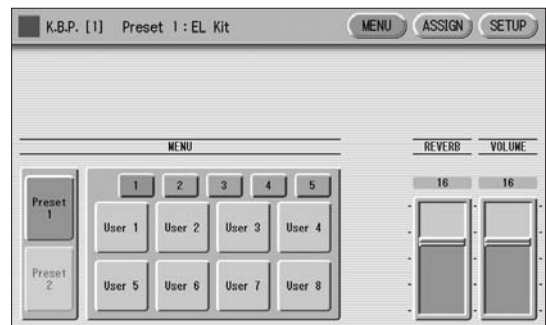 K.B.P. [1] Preset 1 : EL Kit MENU ASSIGN SETUP
MENU REVERB VOLUME
16 16
1 2 3 4 5
Preset 1
User 1 User 2 User 3 User 4
Preset 2
User 5 User 6 User 7 User 8